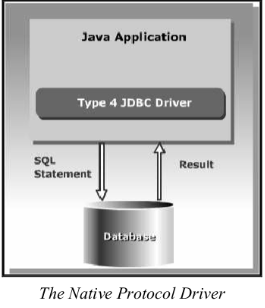 Java Application
Type 4 JDBC Driver
SQL
Statement
Result
Database
The Native Protocol Driver